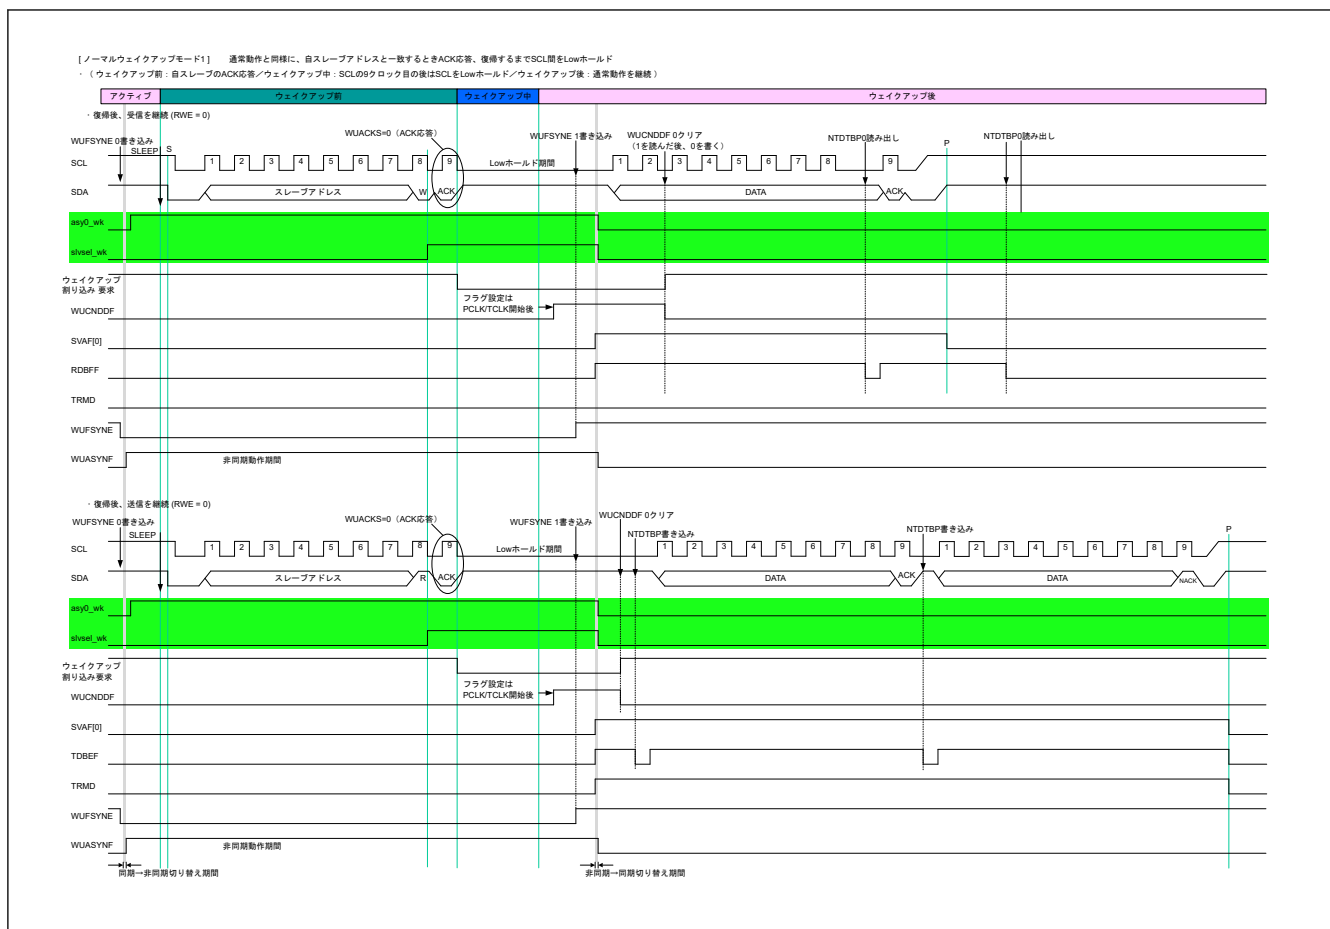 [ ノーマルウェイクアップモード1 ] 通常動作と同様に、自スレーブアドレスと一致するときACK応答、復帰するまでSCL間をLowホールド
・（ ウェイクアップ前 : 自スレーブのACK応答／ウェイクアップ中 : SCLの9クロック目の後はSCLをLowホールド／ウェイクアップ後 : 通常動作を継続 ）
アクティブ ウェイクアップ前 ウェイクアップ中 ウェイクアップ後
・復帰後、受信を継続 (RWE = 0)
WUFSYNE 0書き込み
SLEEP
S
WUACKS=0（ACK応答）
WUFSYNE 1書き込み
WUCNDDF 0クリア
（1を読んだ後、0を書く）
NTDTBP0読み出し
P
NTDTBP0読み出し
SCL 1 2 3 4 5 6 7 8 9 Lowホールド期間 1 2 3 4 5 6 7 8 9
SDA スレーブアドレス W ACK DATA ACK
asy0_wk
slvsel_wk
ウェイクアップ
割り込み 要求
フラグ設定は
PCLK/TCLK開始後
WUCNDDF
SVAF[0]
RDBFF
TRMD
WUFSYNE
WUASYNF 非同期動作期間
・復帰後、送信を継続 (RWE = 0)
WUFSYNE 0書き込み
SLEEP
WUACKS=0（ACK応答）
WUFSYNE 1書き込み
WUCNDDF 0クリア
NTDTBP書き込み
NTDTBP書き込み
P
SCL 1 2 3 4 5 6 7 8 9 Lowホールド期間 1 2 3 4 5 6 7 8 9 1 2 3 4 5 6 7 8 9
SDA スレーブアドレス R ACK DATA ACK DATA NACK
asy0_wk
slvsel_wk
ウェイクアップ
割り込み要求
フラグ設定は
PCLK/TCLK開始後
WUCNDDF
SVAF[0]
TDBEF
TRMD
WUFSYNE
WUASYNF 非同期動作期間
同期→非同期切り替え期間 非同期→同期切り替え期間